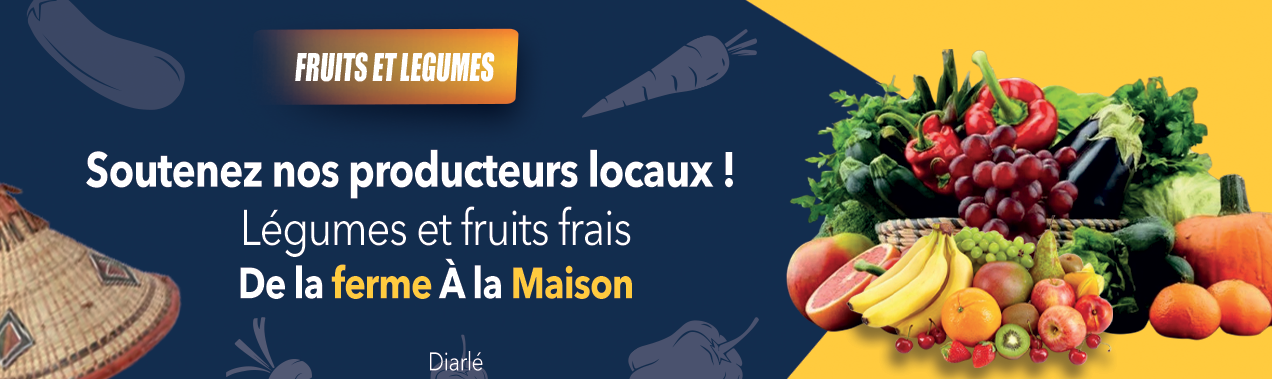 FRUITS ET LEGUMES
Soutenez nos producteurs locaux !
Légumes et fruits frais
De la ferme À la Maison
Diarlé